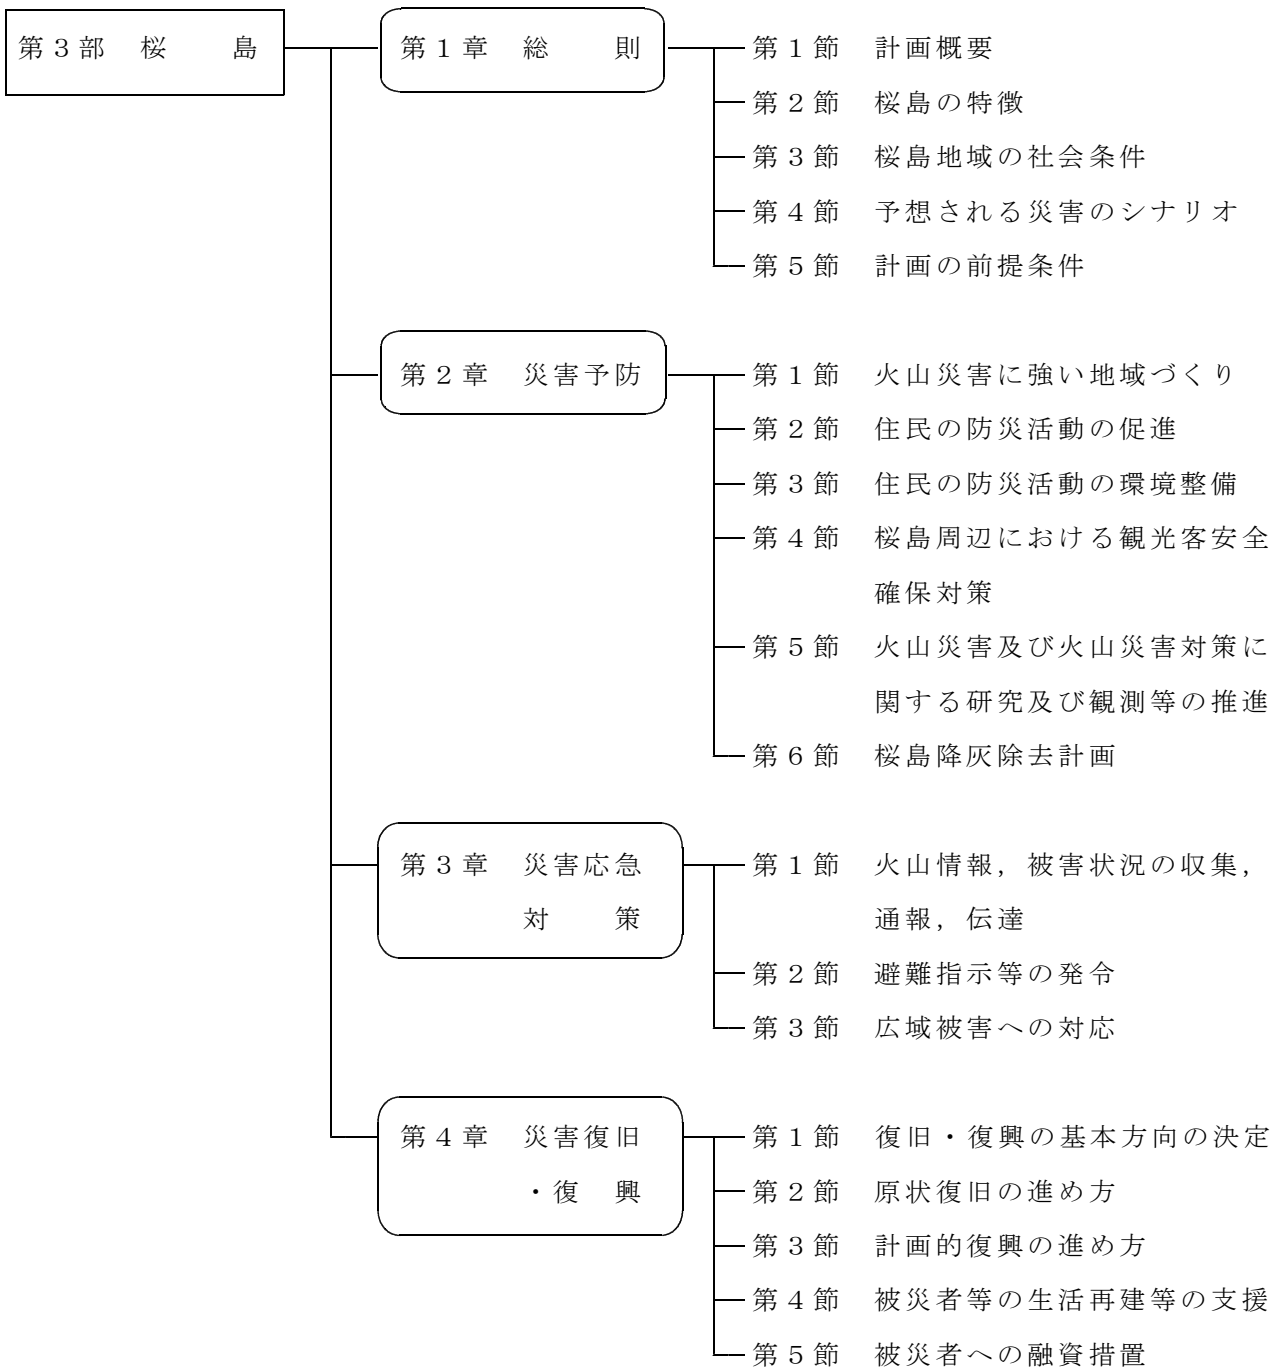 第３部　桜　　島
第１章　総　　則
第１節　計画概要
第２節　桜島の特徴
第３節　桜島地域の社会条件
第４節　予想される災害のシナリオ
第５節　計画の前提条件
第２章　災害予防
第１節　火山災害に強い地域づくり
第２節　住民の防災活動の促進
第３節　住民の防災活動の環境整備
第４節　桜島周辺における観光客安全
確保対策
第５節　火山災害及び火山災害対策に
関する研究及び観測等の推進
第６節　桜島降灰除去計画
第３章　災害応急
対　　策
第１節　火山情報，被害状況の収集，
通報，伝達
第２節　避難指示等の発令
第３節　広域被害への対応
第４章　災害復旧
・復　興
第１節　復旧・復興の基本方向の決定
第２節　原状復旧の進め方
第３節　計画的復興の進め方
第４節　被災者等の生活再建等の支援
第５節　被災者への融資措置